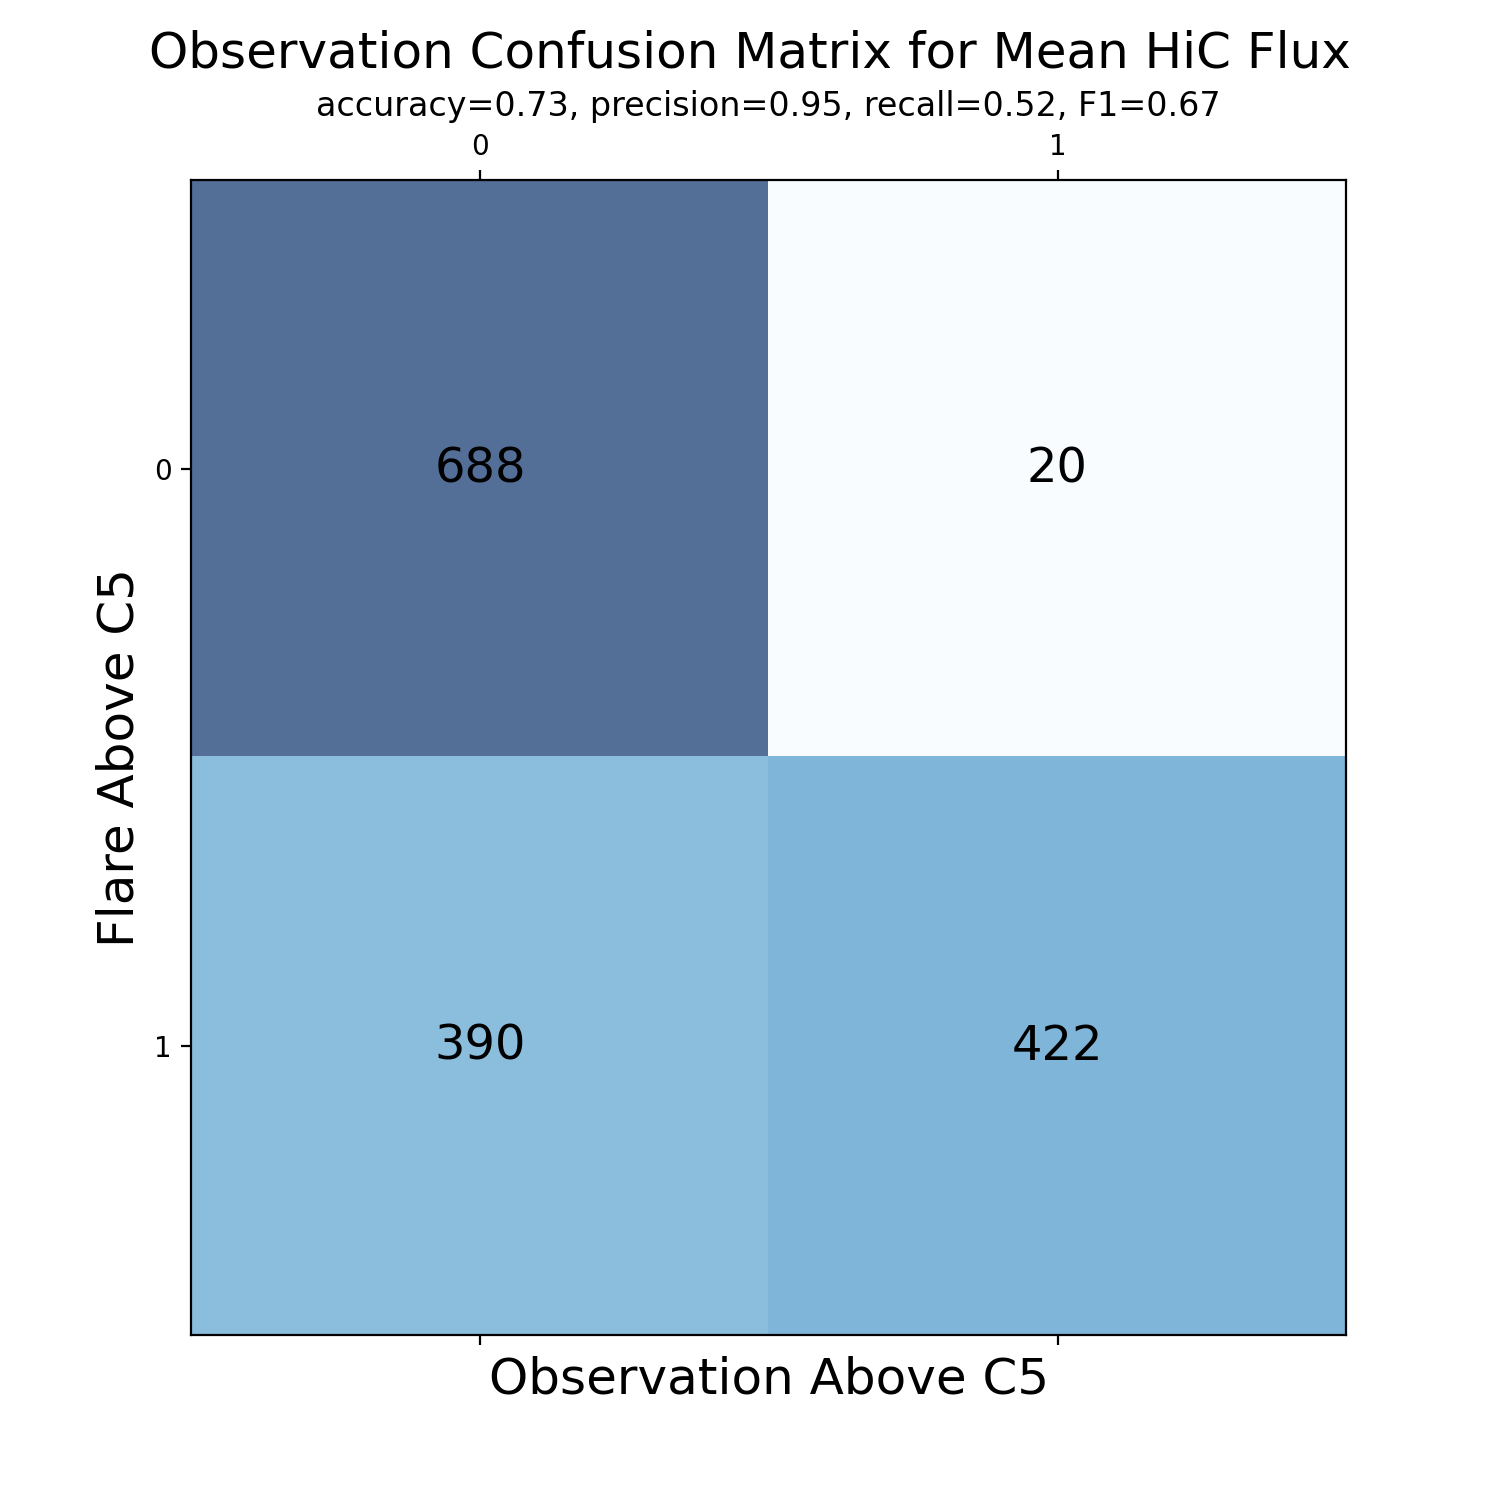 Observation Confusion Matrix for Mean HiC Flux
accuracy=0.73, precision=0.95, recall=0.52, F1=0.67
0 1
0
688 20
Flare Above C5
1
390 422
Observation Above C5